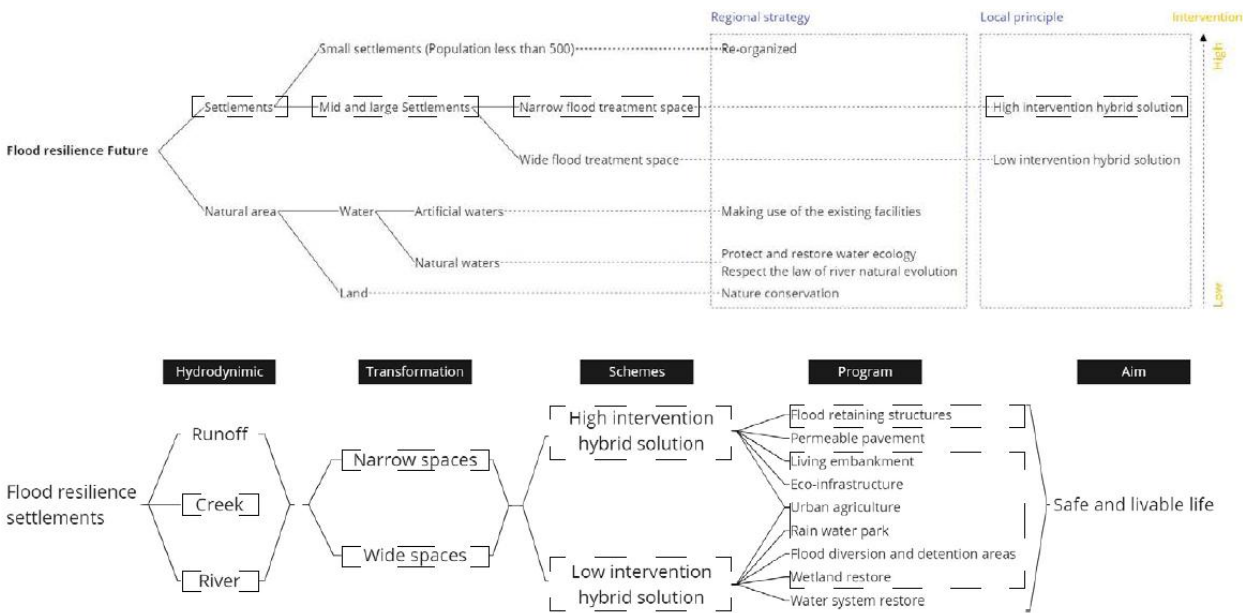 Regional strategy
Local principle
Intervention
Small settlements (Population less than 500)
Re-organized
High
Settlements
Mid and large Settlements
Narrow flood treatment space
High intervention hybrid solution
Flood resilience Future
Wide flood treatment space
Low intervention hybrid solution
Natural area
Water
Artificial waters
Making use of the existing facilities
Natural waters
Protect and restore water ecology
Respect the law of river natural evolution
Land
Nature conservation
Low
Hydrodynimic
Transformation
Schemes
Program
Aim
Flood resilience
settlements
Runoff
Creek
River
Narrow spaces
Wide spaces
High intervention
hybrid solution
Low intervention
hybrid solution
Flood retaining structures
Permeable pavement
Living embankment
Eco-infrastructure
Urban agriculture
Rain water park
Flood diversion and detention areas
Wetland restore
Water system restore
Safe and livable life